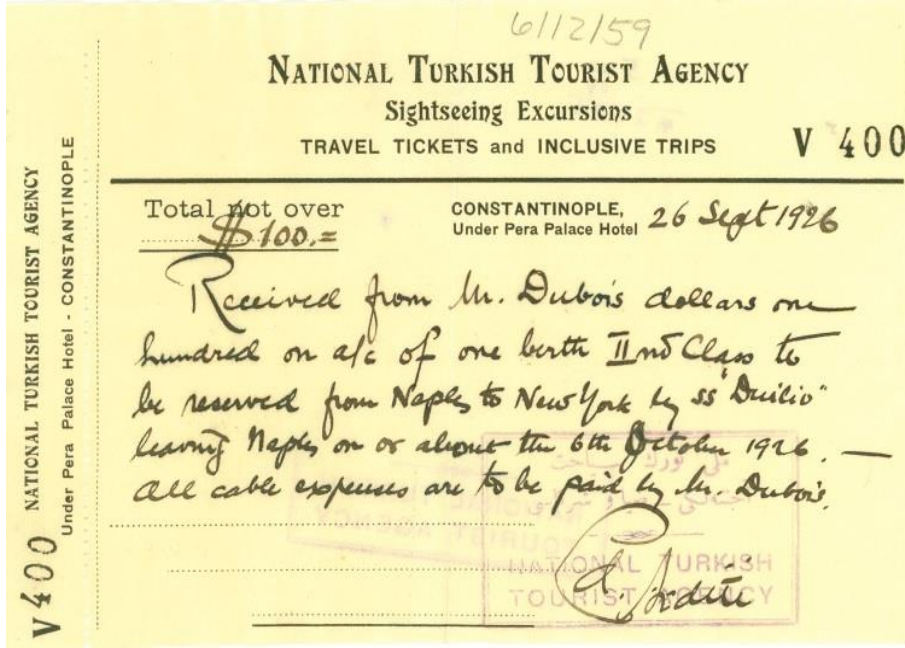 6/12/59
NATIONAL TURKISH TOURIST AGENCY
Sightseeing Excursions
TRAVEL TICKETS and INCLUSIVE TRIPS
V 400
Total not over
$100.=
CONSTANTINOPLE,
Under Pera Palace Hotel 26 Sept 1926
Received from Mr. Dubois dollars one
hundred on a/c of one berth IInd Class to
be reserved from Naples to New York by ss "Duilio"
leaving Naples on or about the 6th October 1926. —
All cable expenses are to be paid by Mr. Dubois.
NATIONAL TURKISH
TOURIST AGENCY
V 400 NATIONAL TURKISH TOURIST AGENCY
Under Pera Palace Hotel - CONSTANTINOPLE